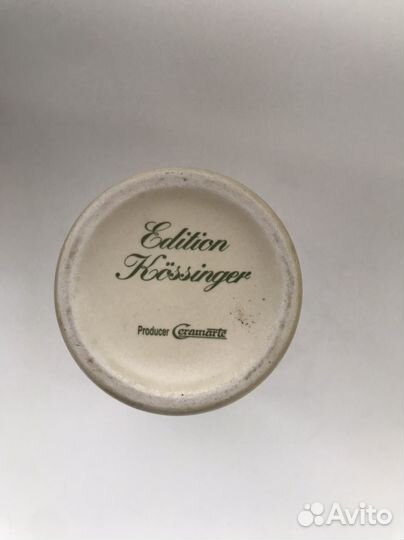 Edition
Kössinger
Producer Ceramarte
Avito